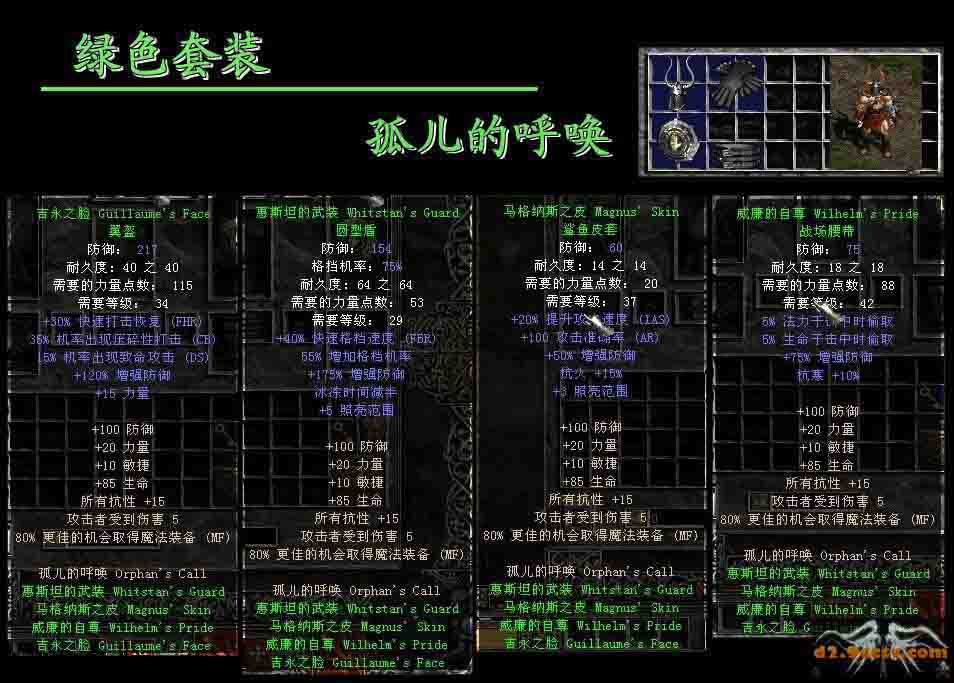 绿色套装
孤儿的呼唤
吉永之脸 Guillaume's Face
翼盔
防御: 217
耐久度: 40 之 40
需要的力量点数: 115
需要等级: 34
+30% 快速打击恢复 (FHR)
35% 机率出现压碎性打击 (CB)
15% 机率出现致命攻击 (DS)
+120% 增强防御
+15 力量
+100 防御
+20 力量
+10 敏捷
+85 生命
所有抗性 +15
攻击者受到伤害 5
80% 更佳的机会取得魔法装备 (MF)
孤儿的呼唤 Orphan's Call
惠斯坦的武装 Whitstan's Guard
马格纳斯之皮 Magnus' Skin
威廉的自尊 Wilhelm's Pride
吉永之脸 Guillaume's Face
惠斯坦的武装 Whitstan's Guard
圆型盾
防御: 154
格挡机率: 75%
耐久度: 64 之 64
需要的力量点数: 53
需要等级: 29
+40% 快速格档速度 (FBR)
55% 增加格档机率
+175% 增强防御
冰冻时间减半
+5 照亮范围
+100 防御
+20 力量
+10 敏捷
+85 生命
所有抗性 +15
攻击者受到伤害 5
80% 更佳的机会取得魔法装备 (MF)
孤儿的呼唤 Orphan's Call
惠斯坦的武装 Whitstan's Guard
马格纳斯之皮 Magnus' Skin
威廉的自尊 Wilhelm's Pride
吉永之脸 Guillaume's Face
马格纳斯之皮 Magnus' Skin
鲨鱼皮套
防御: 60
耐久度: 14 之 14
需要的力量点数: 20
需要等级: 37
+20% 提升攻击速度 (IAS)
+100 攻击准确率 (AR)
+50% 增强防御
抗火 +15%
+3 照亮范围
+100 防御
+20 力量
+10 敏捷
+85 生命
所有抗性 +15
攻击者受到伤害 5
80% 更佳的机会取得魔法装备 (MF)
孤儿的呼唤 Orphan's Call
惠斯坦的武装 Whitstan's Guard
马格纳斯之皮 Magnus' Skin
威廉的自尊 Wilhelm's Pride
吉永之脸 Guillaume's Face
威廉的自尊 Wilhelm's Pride
战场腰带
防御: 75
耐久度: 18 之 18
需要的力量点数: 88
需要等级: 42
5% 法力于击中时偷取
5% 生命于击中时偷取
+75% 增强防御
抗寒 +10%
+100 防御
+20 力量
+10 敏捷
+85 生命
所有抗性 +15
攻击者受到伤害 5
80% 更佳的机会取得魔法装备 (MF)
孤儿的呼唤 Orphan's Call
惠斯坦的武装 Whitstan's Guard
马格纳斯之皮 Magnus' Skin
威廉的自尊 Wilhelm's Pride
吉永之脸